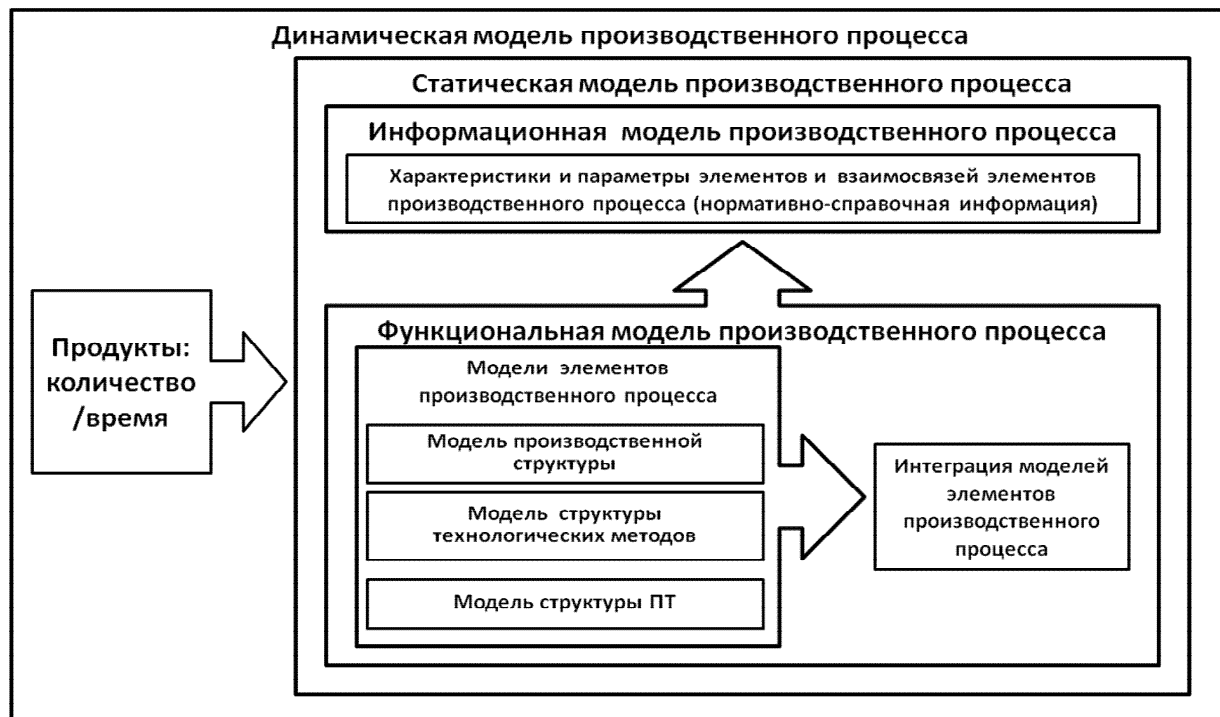 Динамическая модель производственного процесса
Статическая модель производственного процесса
Информационная модель производственного процесса
Характеристики и параметры элементов и взаимосвязей элементов
производственного процесса (нормативно-справочная информация)
Продукты:
количество
/время
Функциональная модель производственного процесса
Модели элементов
производственного процесса
Модель производственной
структуры
Модель структуры
технологических методов
Модель структуры ПТ
Интеграция моделей
элементов
производственного
процесса